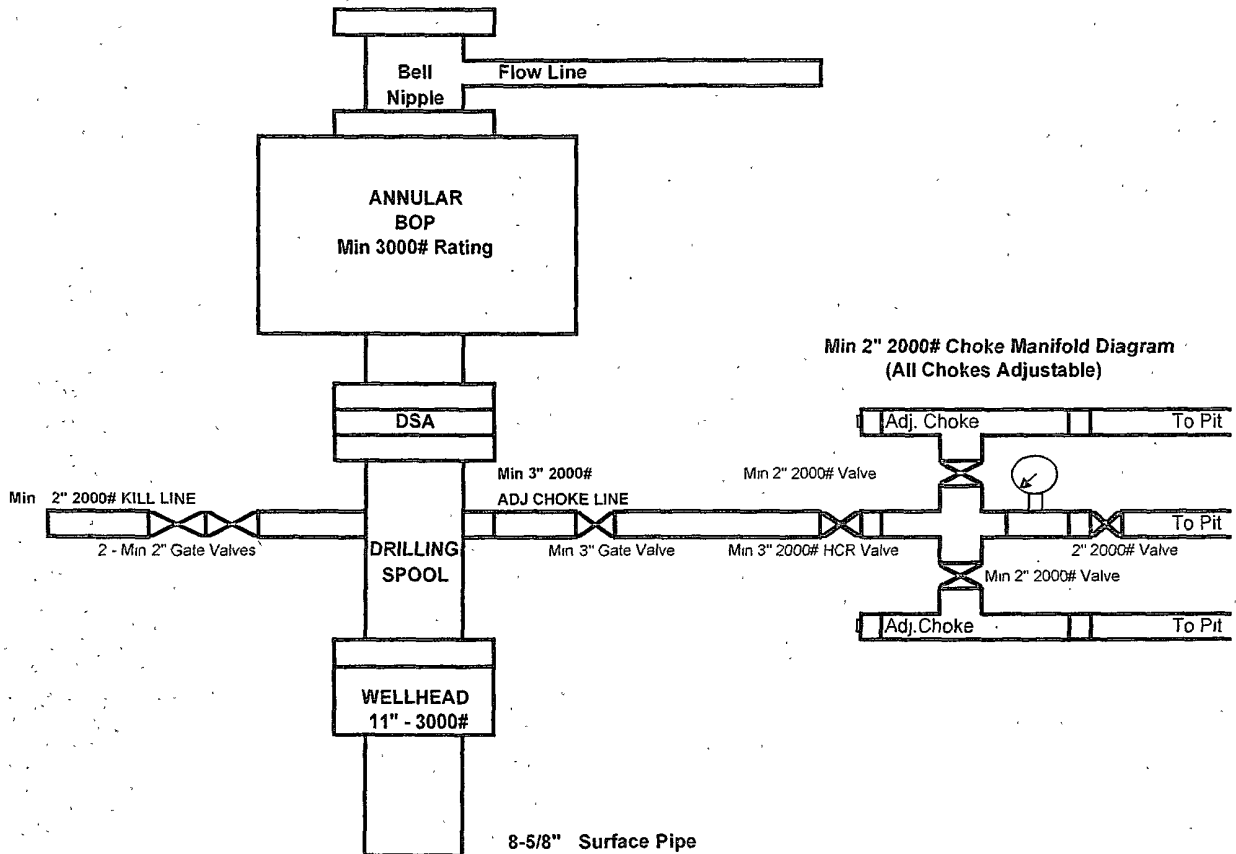 Bell
Nipple
Flow Line
ANNULAR
BOP
Min 3000# Rating
Min 2" 2000# Choke Manifold Diagram
(All Chokes Adjustable)
DSA
Adj. Choke
To Pit
Min 3" 2000#
ADJ CHOKE LINE
Min 2" 2000# Valve
Min 2" 2000# KILL LINE
To Pit
2 - Min 2" Gate Valves
DRILLING
SPOOL
Min 3" Gate Valve
Min 3" 2000# HCR Valve
2" 2000# Valve
Min 2" 2000# Valve
Adj.Choke
To Pit
WELLHEAD
11" - 3000#
8-5/8" Surface Pipe